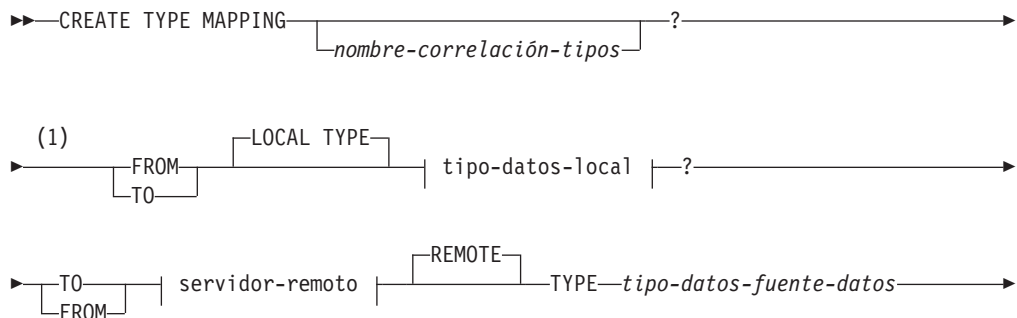 CREATE TYPE MAPPING ?
nombre-correlación-tipos
(1) LOCAL TYPE
FROM tipo-datos-local ?
TO
REMOTE
TO servidor-remoto TYPE tipo-datos-fuente-datos
FROM